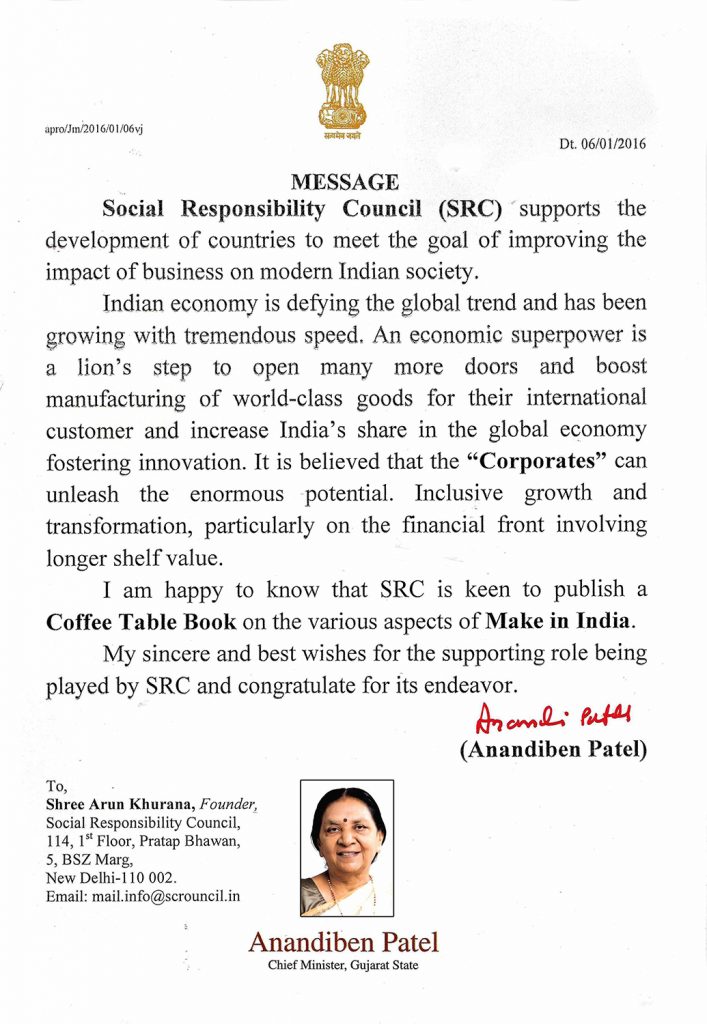 सत्यमेव जयते
apro/Jm/2016/01/06vj
Dt. 06/01/2016
MESSAGE
Social Responsibility Council (SRC) supports the
development of countries to meet the goal of improving the
impact of business on modern Indian society.
Indian economy is defying the global trend and has been
growing with tremendous speed. An economic superpower is
a lion's step to open many more doors and boost
manufacturing of world-class goods for their international
customer and increase India's share in the global economy
fostering innovation. It is believed that the "Corporates" can
unleash the enormous potential. Inclusive growth and
transformation, particularly on the financial front involving
longer shelf value.
I am happy to know that SRC is keen to publish a
Coffee Table Book on the various aspects of Make in India.
My sincere and best wishes for the supporting role being
played by SRC and congratulate for its endeavor.
Anandi Patel
(Anandiben Patel)
To,
Shree Arun Khurana, Founder,
Social Responsibility Council,
114, 1st Floor, Pratap Bhawan,
5, BSZ Marg,
New Delhi-110 002.
Email: mail.info@scrouncil.in
Anandiben Patel
Chief Minister, Gujarat State